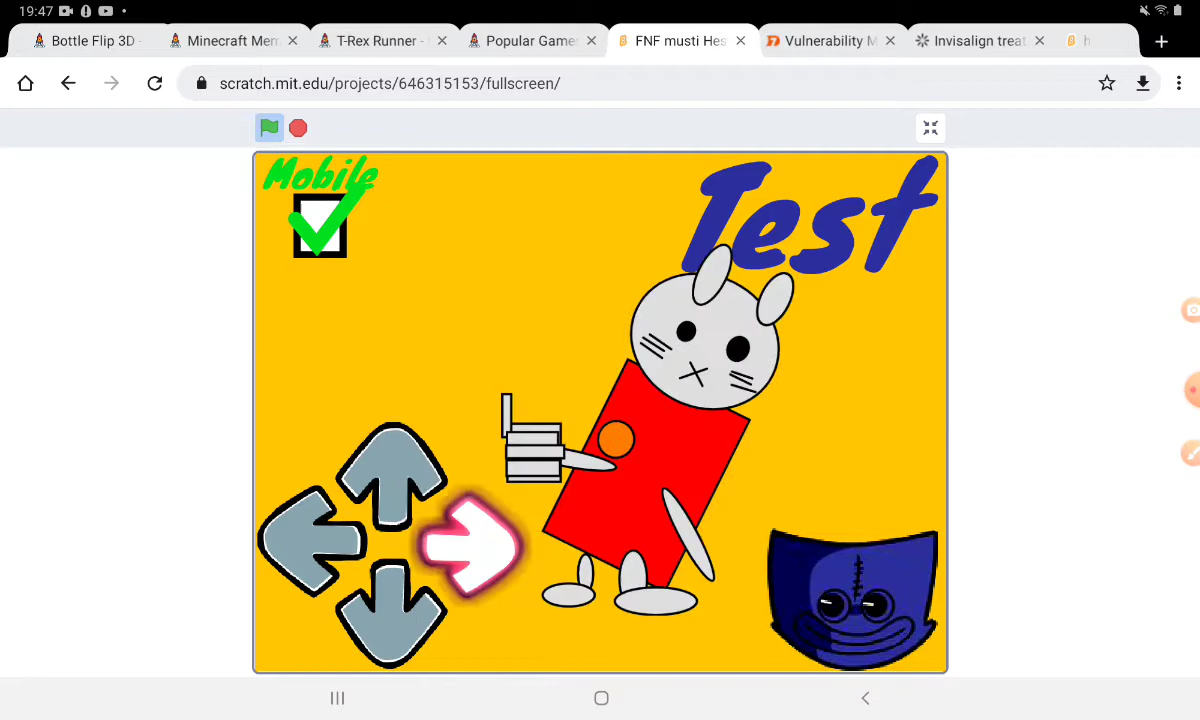 19:47
Bottle Flip 3D -
Minecraft Mem
T-Rex Runner -
Popular Game
FNF musti Hes
Vulnerability M
Invisalign treat
h
scratch.mit.edu/projects/646315153/fullscreen/
Mobile
Test